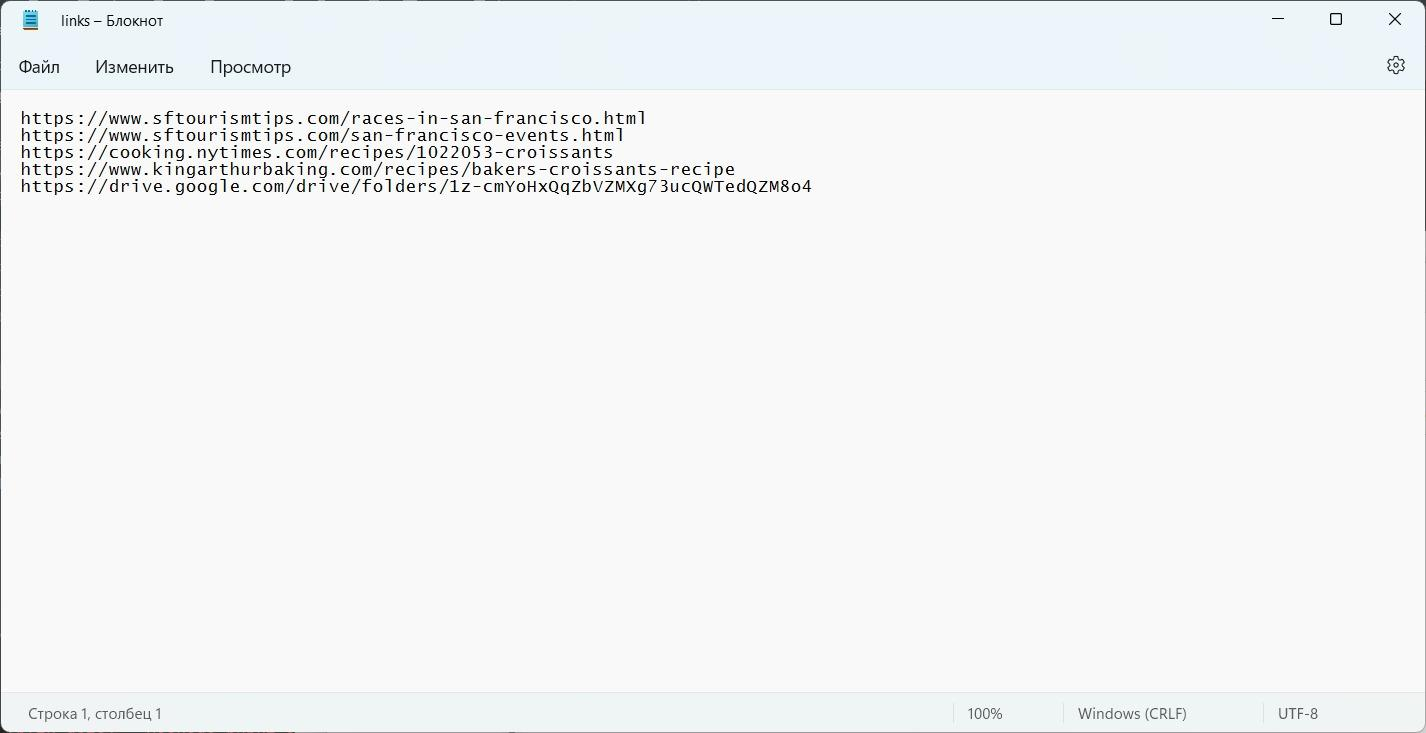 links – Блокнот
Файл Изменить Просмотр
https://www.sftourismtips.com/races-in-san-francisco.html
https://www.sftourismtips.com/san-francisco-events.html
https://cooking.nytimes.com/recipes/1022053-croissants
https://www.kingarthurbaking.com/recipes/bakers-croissants-recipe
https://drive.google.com/drive/folders/1z-cmYoHxQqZbVZMXg73ucQWTedQZM8o4
Строка 1, столбец 1 100% Windows (CRLF) UTF-8